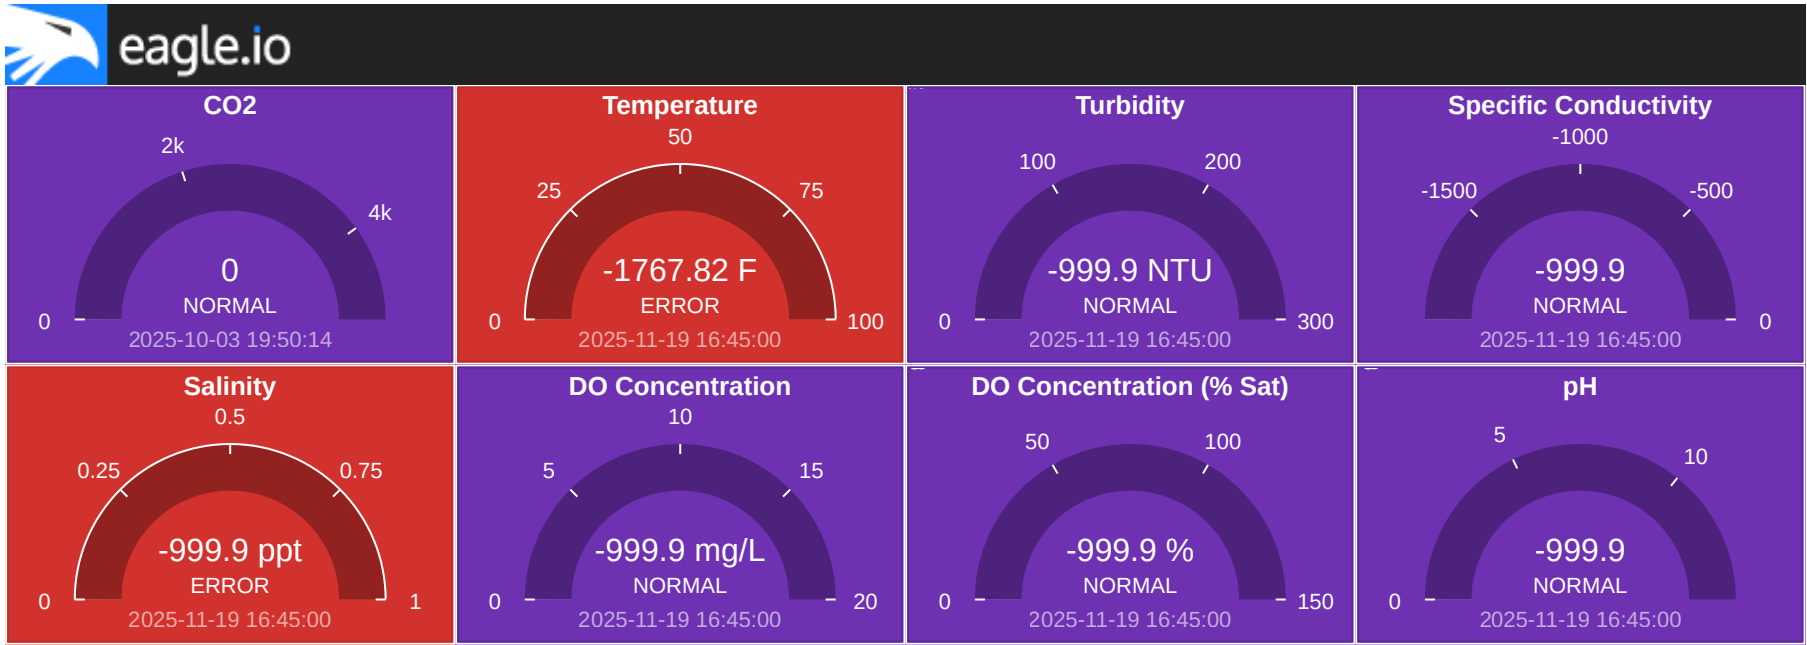 eagle.io
CO2
2k
4k
0
NORMAL
0
2025-10-03 19:50:14
Temperature
50
25
75
-1767.82 F
ERROR
0
100
2025-11-19 16:45:00
Turbidity
100
200
-999.9 NTU
NORMAL
0
300
2025-11-19 16:45:00
Specific Conductivity
-1000
-1500
-500
-999.9
NORMAL
0
2025-11-19 16:45:00
Salinity
0.5
0.25
0.75
-999.9 ppt
ERROR
0
1
2025-11-19 16:45:00
DO Concentration
10
5
15
-999.9 mg/L
NORMAL
0
20
2025-11-19 16:45:00
DO Concentration (% Sat)
50
100
-999.9 %
NORMAL
0
150
2025-11-19 16:45:00
pH
5
10
-999.9
NORMAL
0
2025-11-19 16:45:00